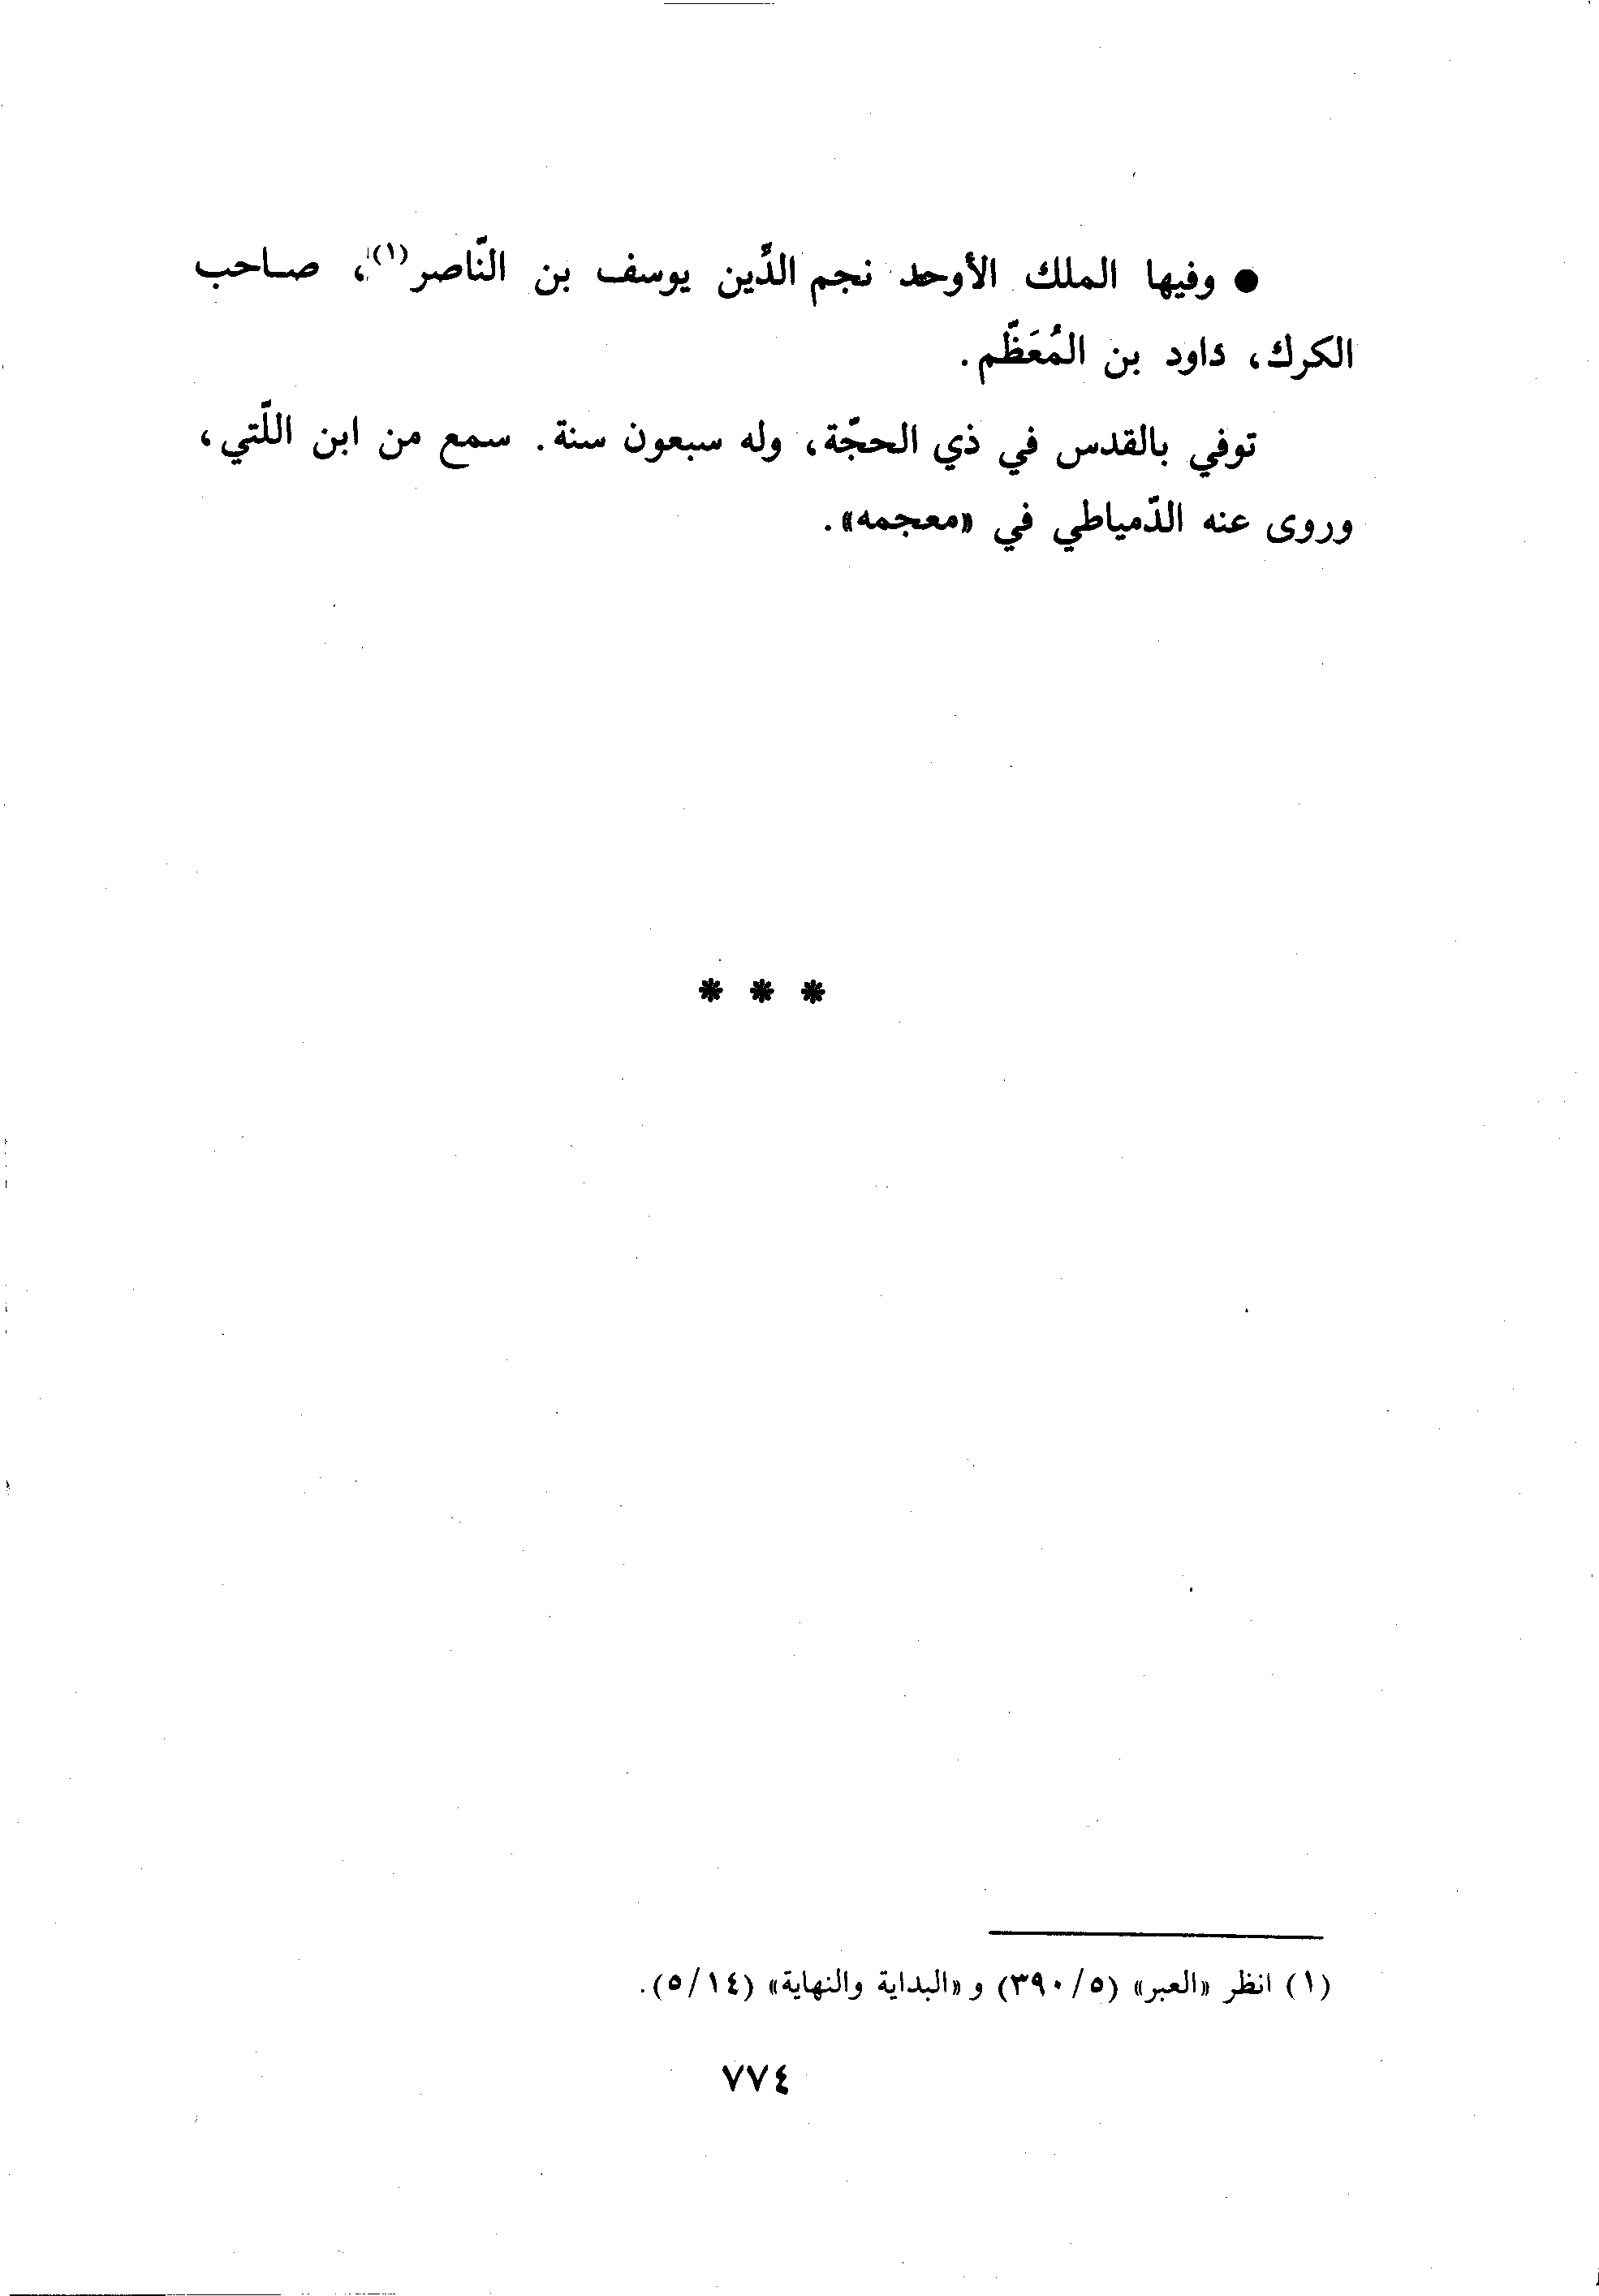 ● وفيها الملك الأوحد نجم الدِّين يوسف بن النّاصر(١)، صاحب
الكرك، داود بن المُعَظَّم.
توفي بالقدس في ذي الحجّة، وله سبعون سنة. سمع من ابن اللّتي،
وروى عنه الدّمياطي في «معجمه».
* * *
(١) انظر «العبر» (٥/٣٩٠) و «البداية والنهاية» (١٤/٥).
٧٧٤